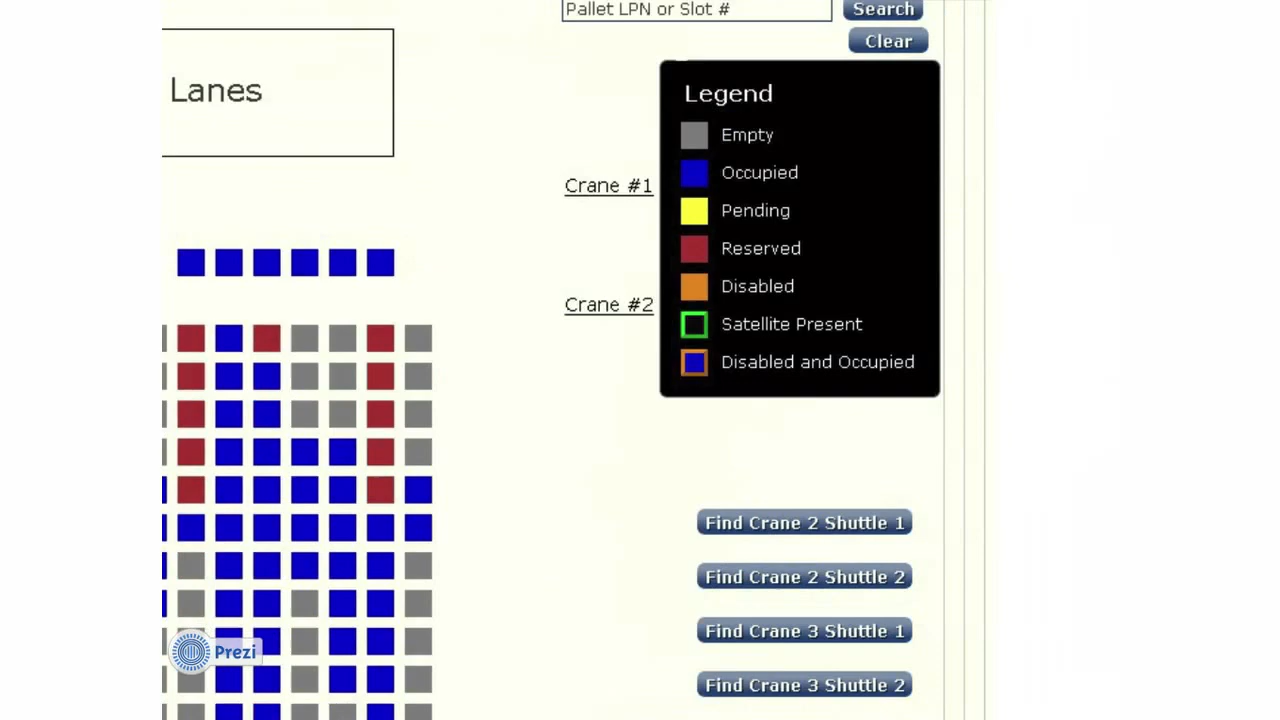 Pallet LPN or Slot #
Search
Clear
Lanes
Legend
Empty
Occupied
Pending
Reserved
Disabled
Satellite Present
Disabled and Occupied
Crane #1
Crane #2
Find Crane 2 Shuttle 1
Find Crane 2 Shuttle 2
Find Crane 3 Shuttle 1
Find Crane 3 Shuttle 2
Prezi